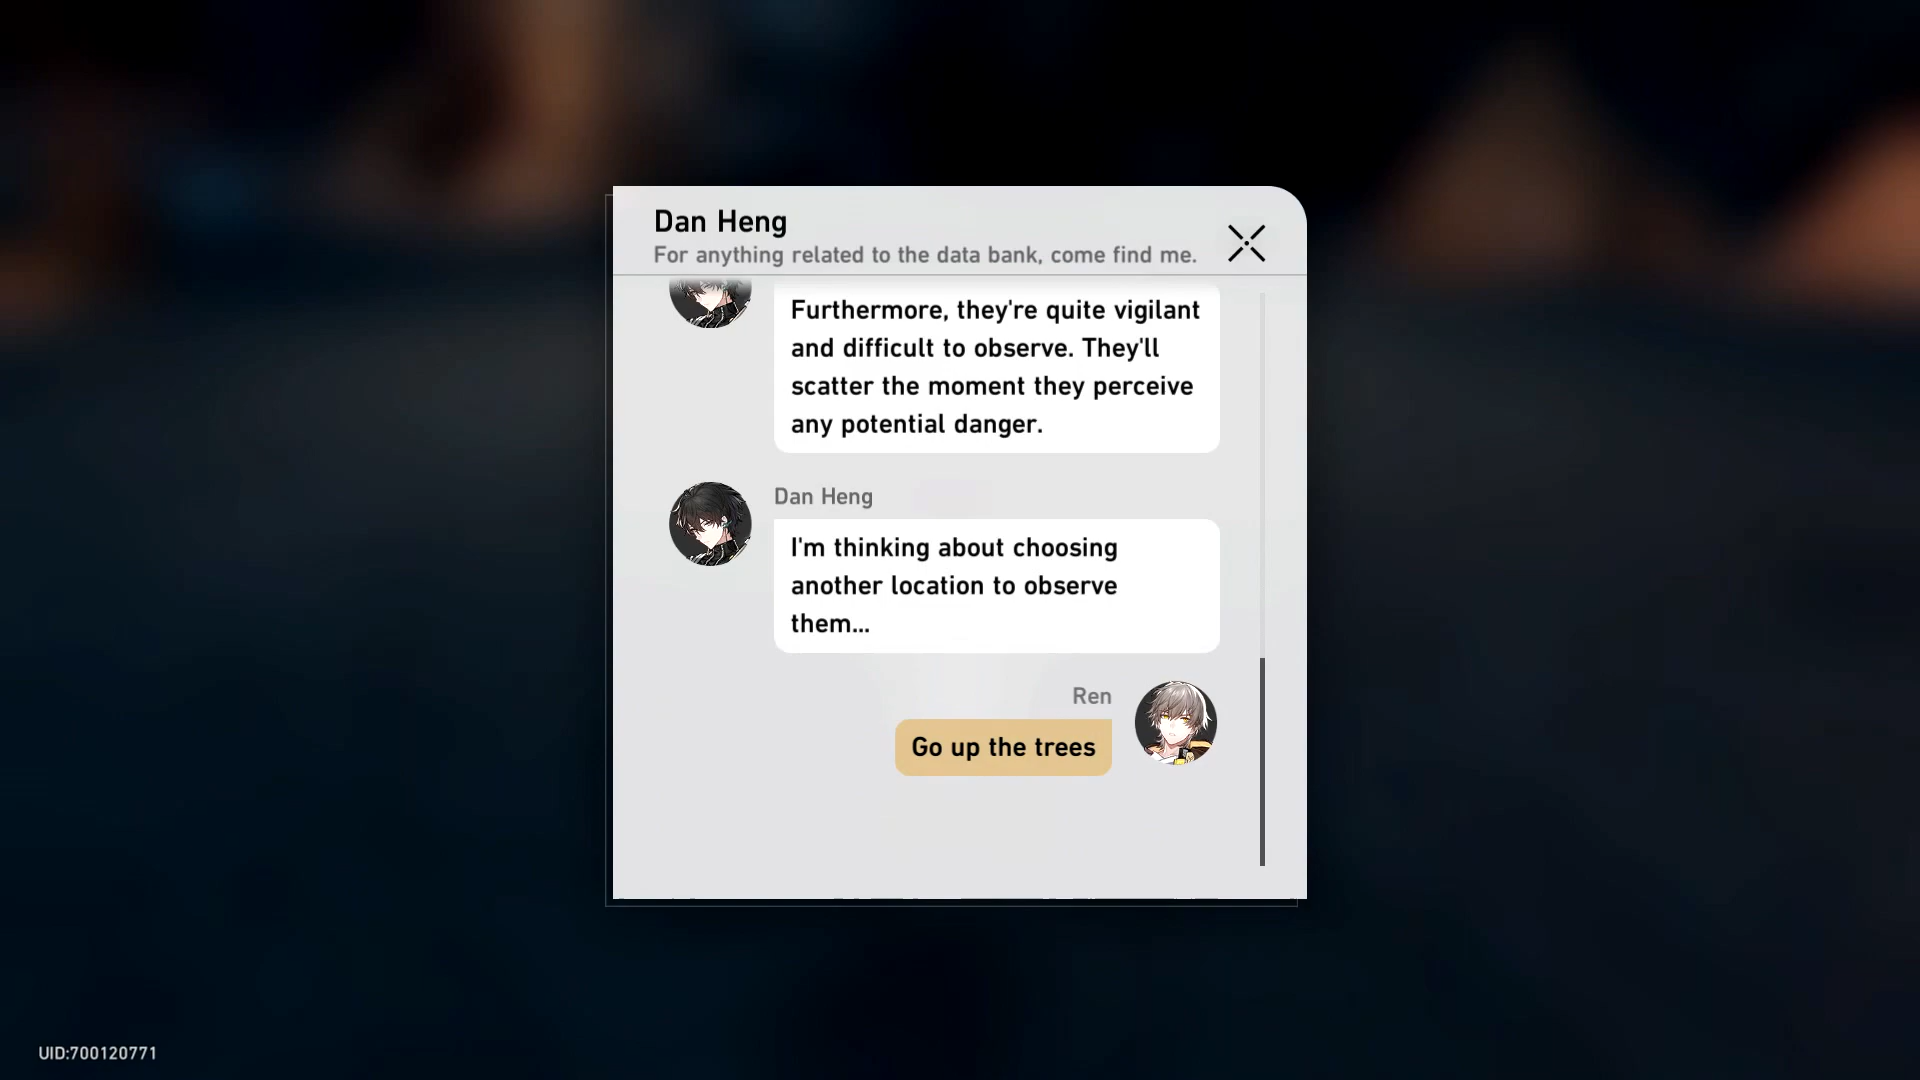 Dan Heng
For anything related to the data bank, come find me.
Furthermore, they're quite vigilant
and difficult to observe. They'll
scatter the moment they perceive
any potential danger.
Dan Heng
I'm thinking about choosing
another location to observe
them...
Ren
Go up the trees
UID:700120771